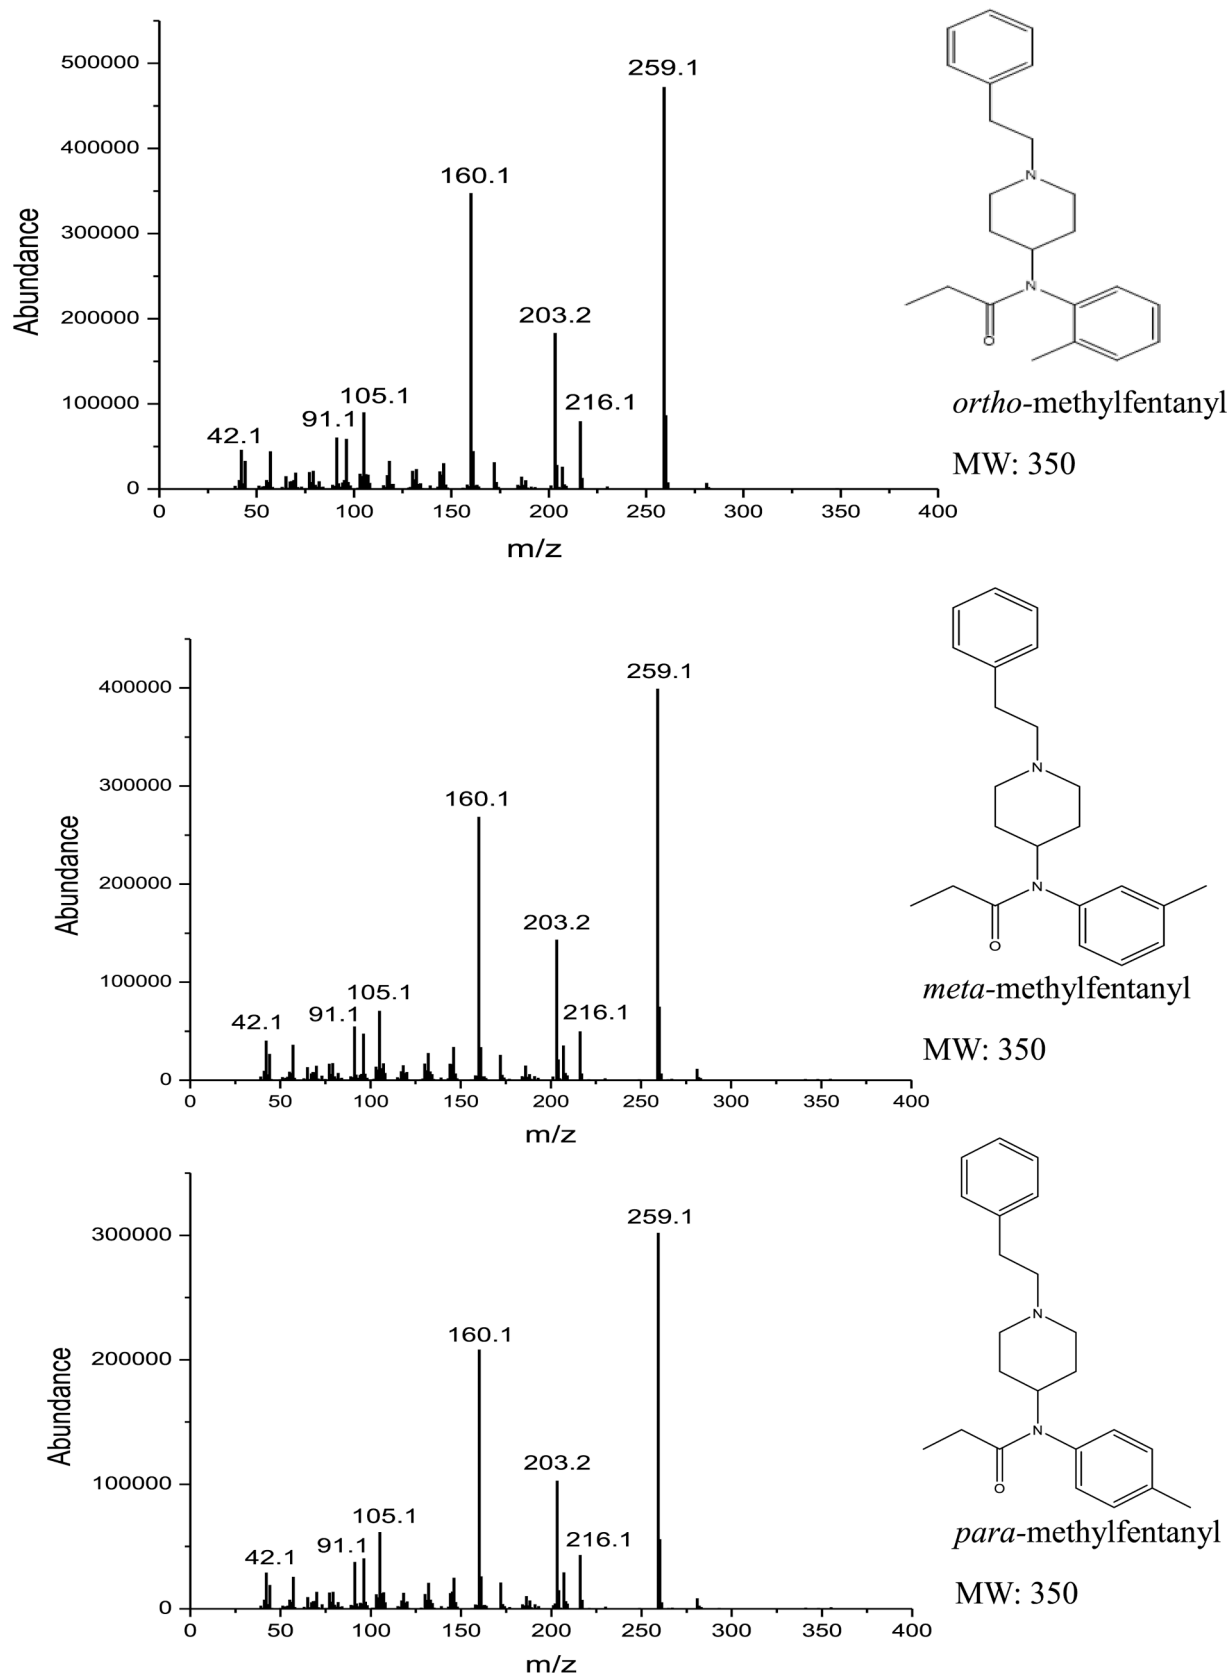 500000
400000
300000
200000
100000
0
Abundance
259.1
160.1
203.2
216.1
105.1
91.1
42.1
0 50 100 150 200 250 300 350 400
m/z
N
N
O
ortho-methylfentanyl
MW: 350
400000
300000
200000
100000
0
Abundance
259.1
160.1
203.2
216.1
105.1
91.1
42.1
0 50 100 150 200 250 300 350 400
m/z
N
N
O
meta-methylfentanyl
MW: 350
300000
200000
100000
0
Abundance
259.1
160.1
203.2
216.1
105.1
91.1
42.1
0 50 100 150 200 250 300 350 400
m/z
N
N
O
para-methylfentanyl
MW: 350